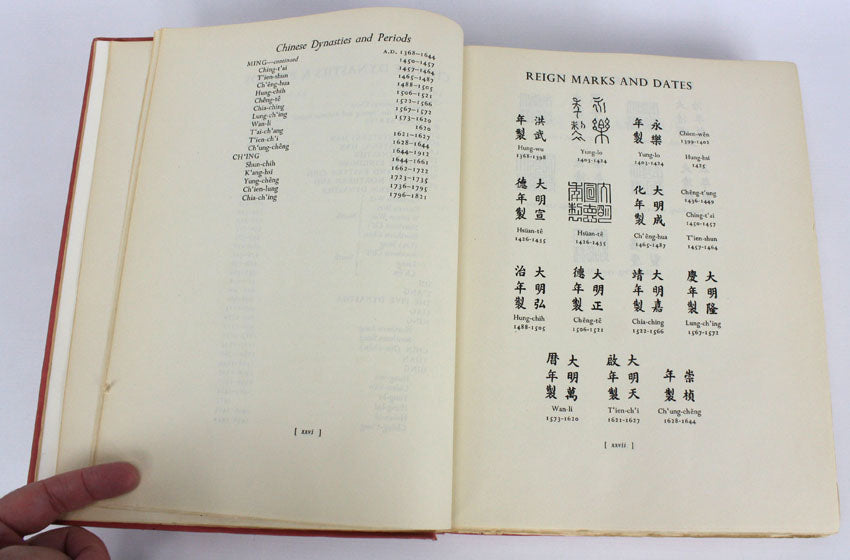 Chinese Dynasties and Periods
MING—continued A.D. 1368–1644
Ching-t'ai 1450–1457
T'ien-shun 1457–1464
Ch'êng-hua 1465–1487
Hung-chih 1488–1505
Chêng-tê 1506–1521
Chia-ching 1522–1566
Lung-ch'ing 1567–1572
Wan-li 1573–1620
T'ai-ch'ang 1620
T'ien-ch'i 1621–1627
Ch'ung-chêng 1628–1644
CH'ING 1644–1912
Shun-chih 1644–1661
K'ang-hsi 1662–1722
Yung-chêng 1723–1735
Ch'ien-lung 1736–1795
Chia-ch'ing 1796–1821
[ xxvi ]
REIGN MARKS AND DATES
洪武
年製
Hung-wu
1368-1398
永樂
年製
Yung-lo
1403-1424
永樂
年製
Yung-lo
1403-1424
Chien-wên
1399-1402
Hung-hsi
1425
大明宣
德年製
Hsüan-tê
1426-1435
大明宣
德年製
Hsüan-tê
1426-1435
大明成
化年製
Ch'êng-hua
1465-1487
Chêng-t'ung
1436-1449
Ching-t'ai
1450-1457
T'ien-shun
1457-1464
大明弘
治年製
Hung-chih
1488-1505
大明正
德年製
Chêng-tê
1506-1521
大明嘉
靖年製
Chia-ching
1522-1566
大明隆
慶年製
Lung-ch'ing
1567-1572
大明萬
曆年製
Wan-li
1573-1620
大明天
啟年製
T'ien-ch'i
1621-1627
崇禎
年製
Ch'ung-chêng
1628-1644
[ xxvii ]